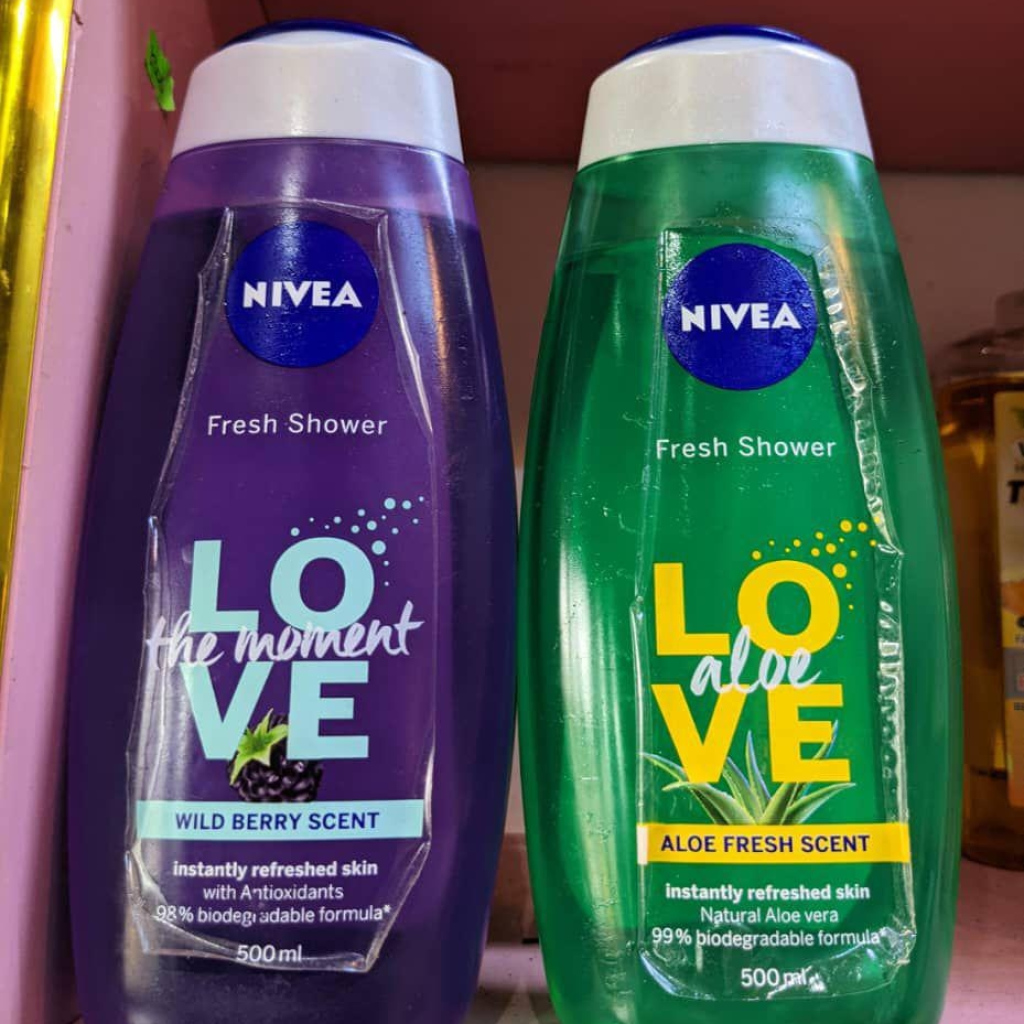 NIVEA
Fresh Shower
LO
the moment
VE
WILD BERRY SCENT
instantly refreshed skin
with Antioxidants
98% biodegradable formula*
500 ml
NIVEA
Fresh Shower
LO
aloe
VE
ALOE FRESH SCENT
instantly refreshed skin
Natural Aloe vera
99% biodegradable formula*
500 ml